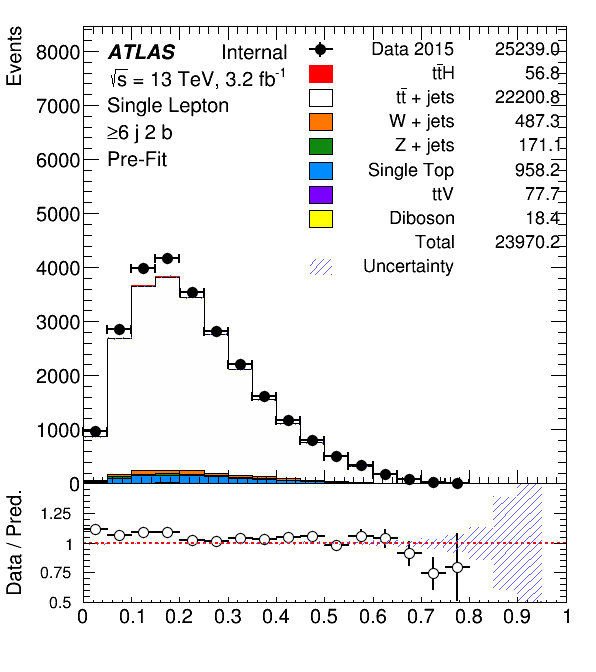 ATLAS Internal
√s = 13 TeV, 3.2 fb⁻¹
Single Lepton
≥6 j 2 b
Pre-Fit
Data 2015 25239.0
tt̄H 56.8
tt̄ + jets 22200.8
W + jets 487.3
Z + jets 171.1
Single Top 958.2
ttV 77.7
Diboson 18.4
Total 23970.2
Uncertainty
Events
8000
7000
6000
5000
4000
3000
2000
1000
0
Data / Pred.
1.25
1
0.75
0.5
0 0.1 0.2 0.3 0.4 0.5 0.6 0.7 0.8 0.9 1